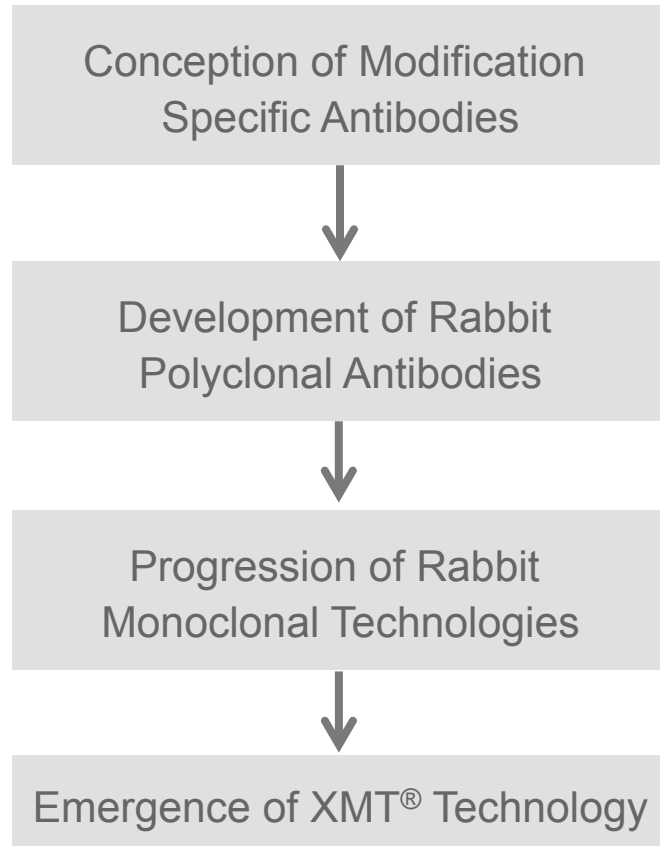 Conception of Modification
Specific Antibodies
Development of Rabbit
Polyclonal Antibodies
Progression of Rabbit
Monoclonal Technologies
Emergence of XMT® Technology